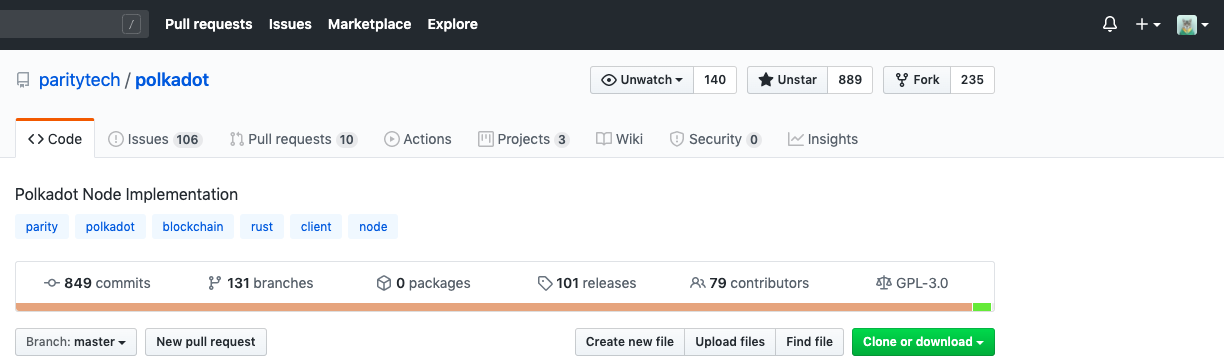 / Pull requests Issues Marketplace Explore
paritytech / polkadot Unwatch 140 Unstar 889 Fork 235
Code Issues 106 Pull requests 10 Actions Projects 3 Wiki Security 0 Insights
Polkadot Node Implementation
parity polkadot blockchain rust client node
849 commits 131 branches 0 packages 101 releases 79 contributors GPL-3.0
Branch: master New pull request Create new file Upload files Find file Clone or download